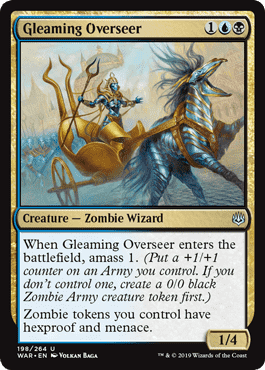 Gleaming Overseer 1
Creature — Zombie Wizard
When Gleaming Overseer enters the
battlefield, amass 1. (Put a +1/+1
counter on an Army you control. If you
don't control one, create a 0/0 black
Zombie Army creature token first.)
Zombie tokens you control have
hexproof and menace.
1/4
198/264 U
WAR • EN VOLKAN BAGA
™ & © 2019 Wizards of the Coast